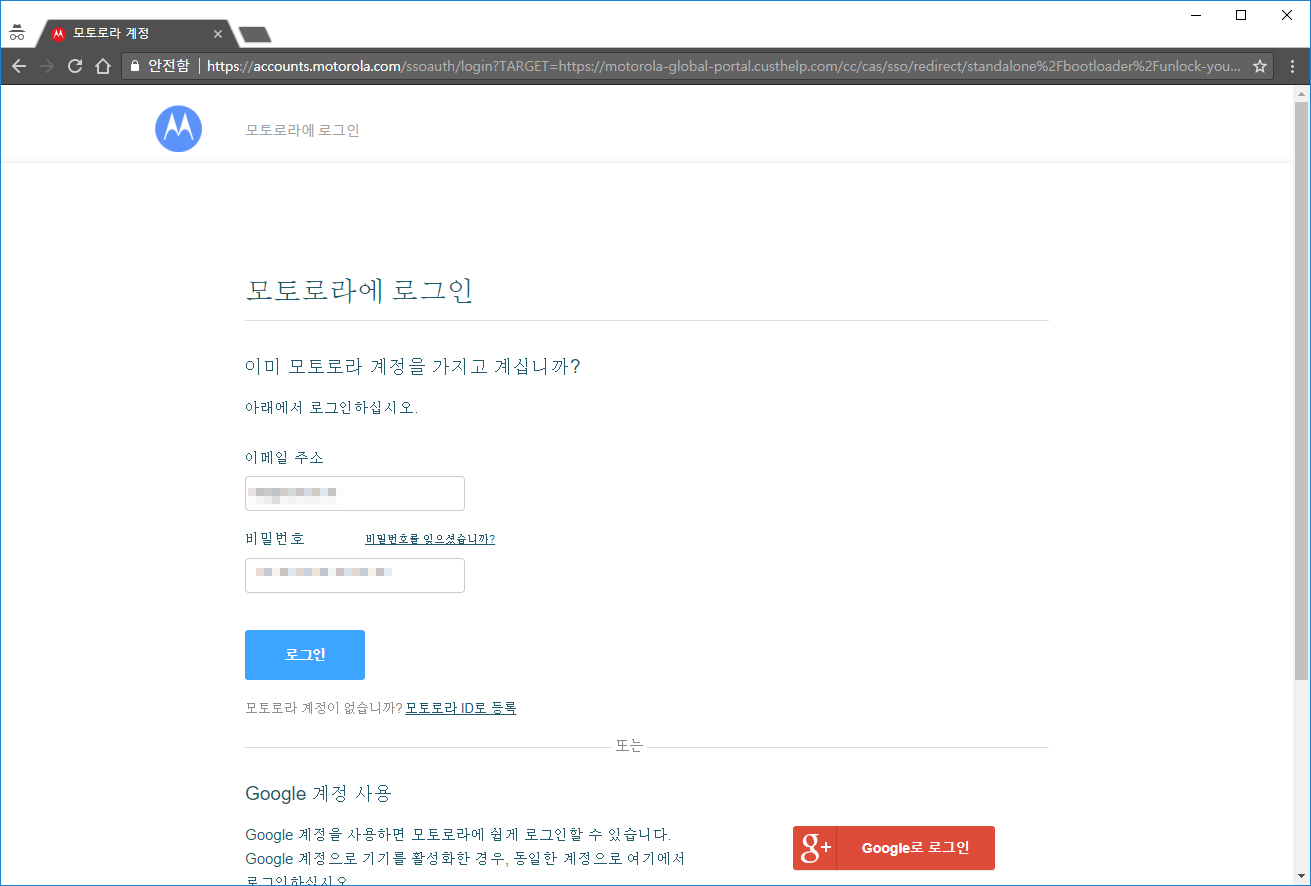 모토로라 계정
안전함 https://accounts.motorola.com/ssoauth/login?TARGET=https://motorola-global-portal.custhelp.com/cc/cas/sso/redirect/standalone%2Fbootloader%2Funlock-you...
모토로라에 로그인
모토로라에 로그인
이미 모토로라 계정을 가지고 계십니까?
아래에서 로그인하십시오.
이메일 주소
비밀번호 비밀번호를 잊으셨습니까?
로그인
모토로라 계정이 없습니까? 모토로라 ID로 등록
또는
Google 계정 사용
Google 계정을 사용하면 모토로라에 쉽게 로그인할 수 있습니다.
Google 계정으로 기기를 활성화한 경우, 동일한 계정으로 여기에서
로그인하십시오
g+ Google로 로그인